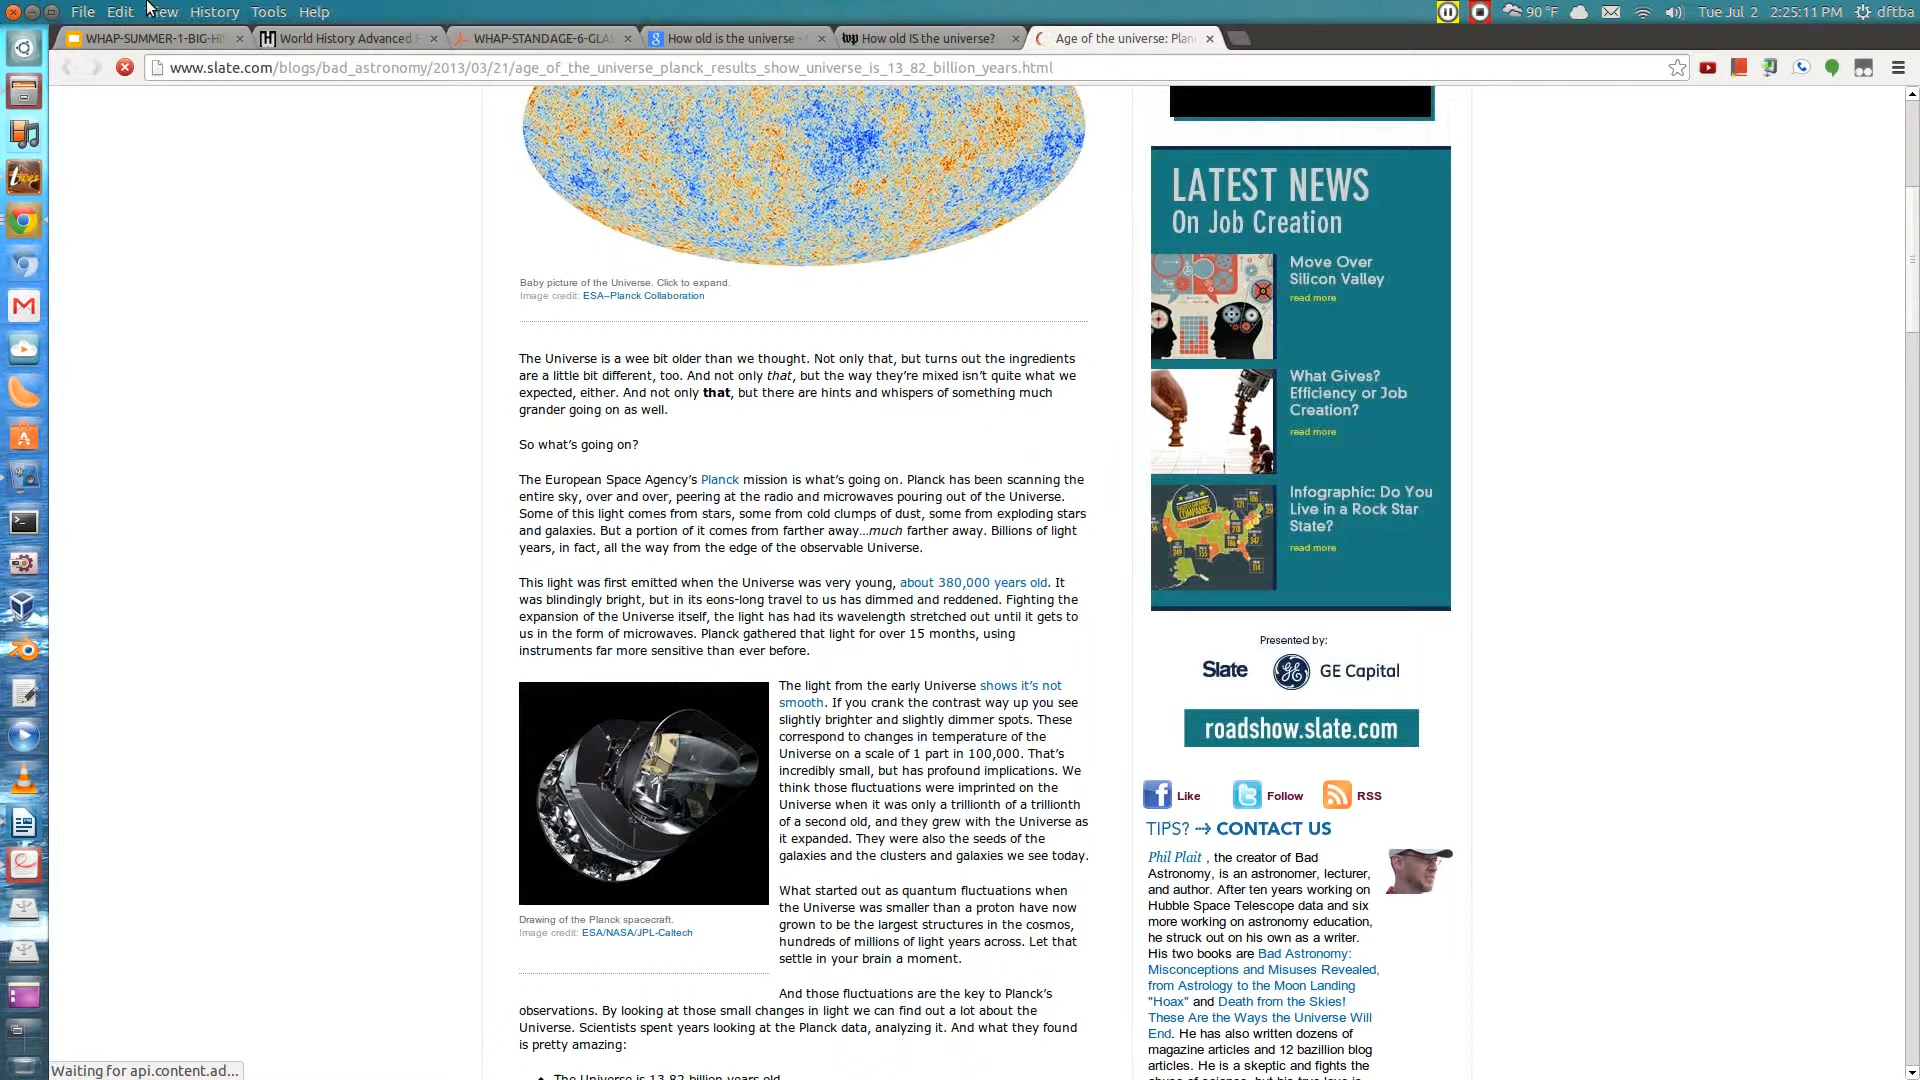 File Edit View History Tools Help
90 °F
Tue Jul 2 2:25:11 PM
dftba
WHAP-SUMMER-1-BIG-Hi
World History Advanced
WHAP-STANDAGE-6-GLA
How old is the universe -
How old IS the universe?
Age of the universe: Plan
www.slate.com/blogs/bad_astronomy/2013/03/21/age_of_the_universe_planck_results_show_universe_is_13_82_billion_years.html
Baby picture of the Universe. Click to expand.
Image credit: ESA–Planck Collaboration
The Universe is a wee bit older than we thought. Not only that, but turns out the ingredients
are a little bit different, too. And not only that, but the way they’re mixed isn’t quite what we
expected, either. And not only that, but there are hints and whispers of something much
grander going on as well.
So what’s going on?
The European Space Agency’s Planck mission is what’s going on. Planck has been scanning the
entire sky, over and over, peering at the radio and microwaves pouring out of the Universe.
Some of this light comes from stars, some from cold clumps of dust, some from exploding stars
and galaxies. But a portion of it comes from farther away…much farther away. Billions of light
years, in fact, all the way from the edge of the observable Universe.
This light was first emitted when the Universe was very young, about 380,000 years old. It
was blindingly bright, but in its eons-long travel to us has dimmed and reddened. Fighting the
expansion of the Universe itself, the light has had its wavelength stretched out until it gets to
us in the form of microwaves. Planck gathered that light for over 15 months, using
instruments far more sensitive than ever before.
The light from the early Universe shows it’s not
smooth. If you crank the contrast way up you see
slightly brighter and slightly dimmer spots. These
correspond to changes in temperature of the
Universe on a scale of 1 part in 100,000. That’s
incredibly small, but has profound implications. We
think those fluctuations were imprinted on the
Universe when it was only a trillionth of a trillionth
of a second old, and they grew with the Universe as
it expanded. They were also the seeds of the
galaxies and the clusters and galaxies we see today.
Drawing of the Planck spacecraft.
Image credit: ESA/NASA/JPL-Caltech
What started out as quantum fluctuations when
the Universe was smaller than a proton have now
grown to be the largest structures in the cosmos,
hundreds of millions of light years across. Let that
settle in your brain a moment.
And those fluctuations are the key to Planck’s
observations. By looking at those small changes in light we can find out a lot about the
Universe. Scientists spent years looking at the Planck data, analyzing it. And what they found
is pretty amazing:
• The Universe is 13.82 billion years old
LATEST NEWS
On Job Creation
Move Over
Silicon Valley
read more
What Gives?
Efficiency or Job
Creation?
read more
Infographic: Do You
Live in a Rock Star
State?
read more
Presented by:
Slate GE Capital
roadshow.slate.com
Like Follow RSS
TIPS? ⇢ CONTACT US
Phil Plait , the creator of Bad
Astronomy, is an astronomer, lecturer,
and author. After ten years working on
Hubble Space Telescope data and six
more working on astronomy education,
he struck out on his own as a writer.
His two books are Bad Astronomy:
Misconceptions and Misuses Revealed,
from Astrology to the Moon Landing
"Hoax" and Death from the Skies!
These Are the Ways the Universe Will
End. He has also written dozens of
magazine articles and 12 bazillion blog
articles. He is a skeptic and fights the
Waiting for api.content.ad...